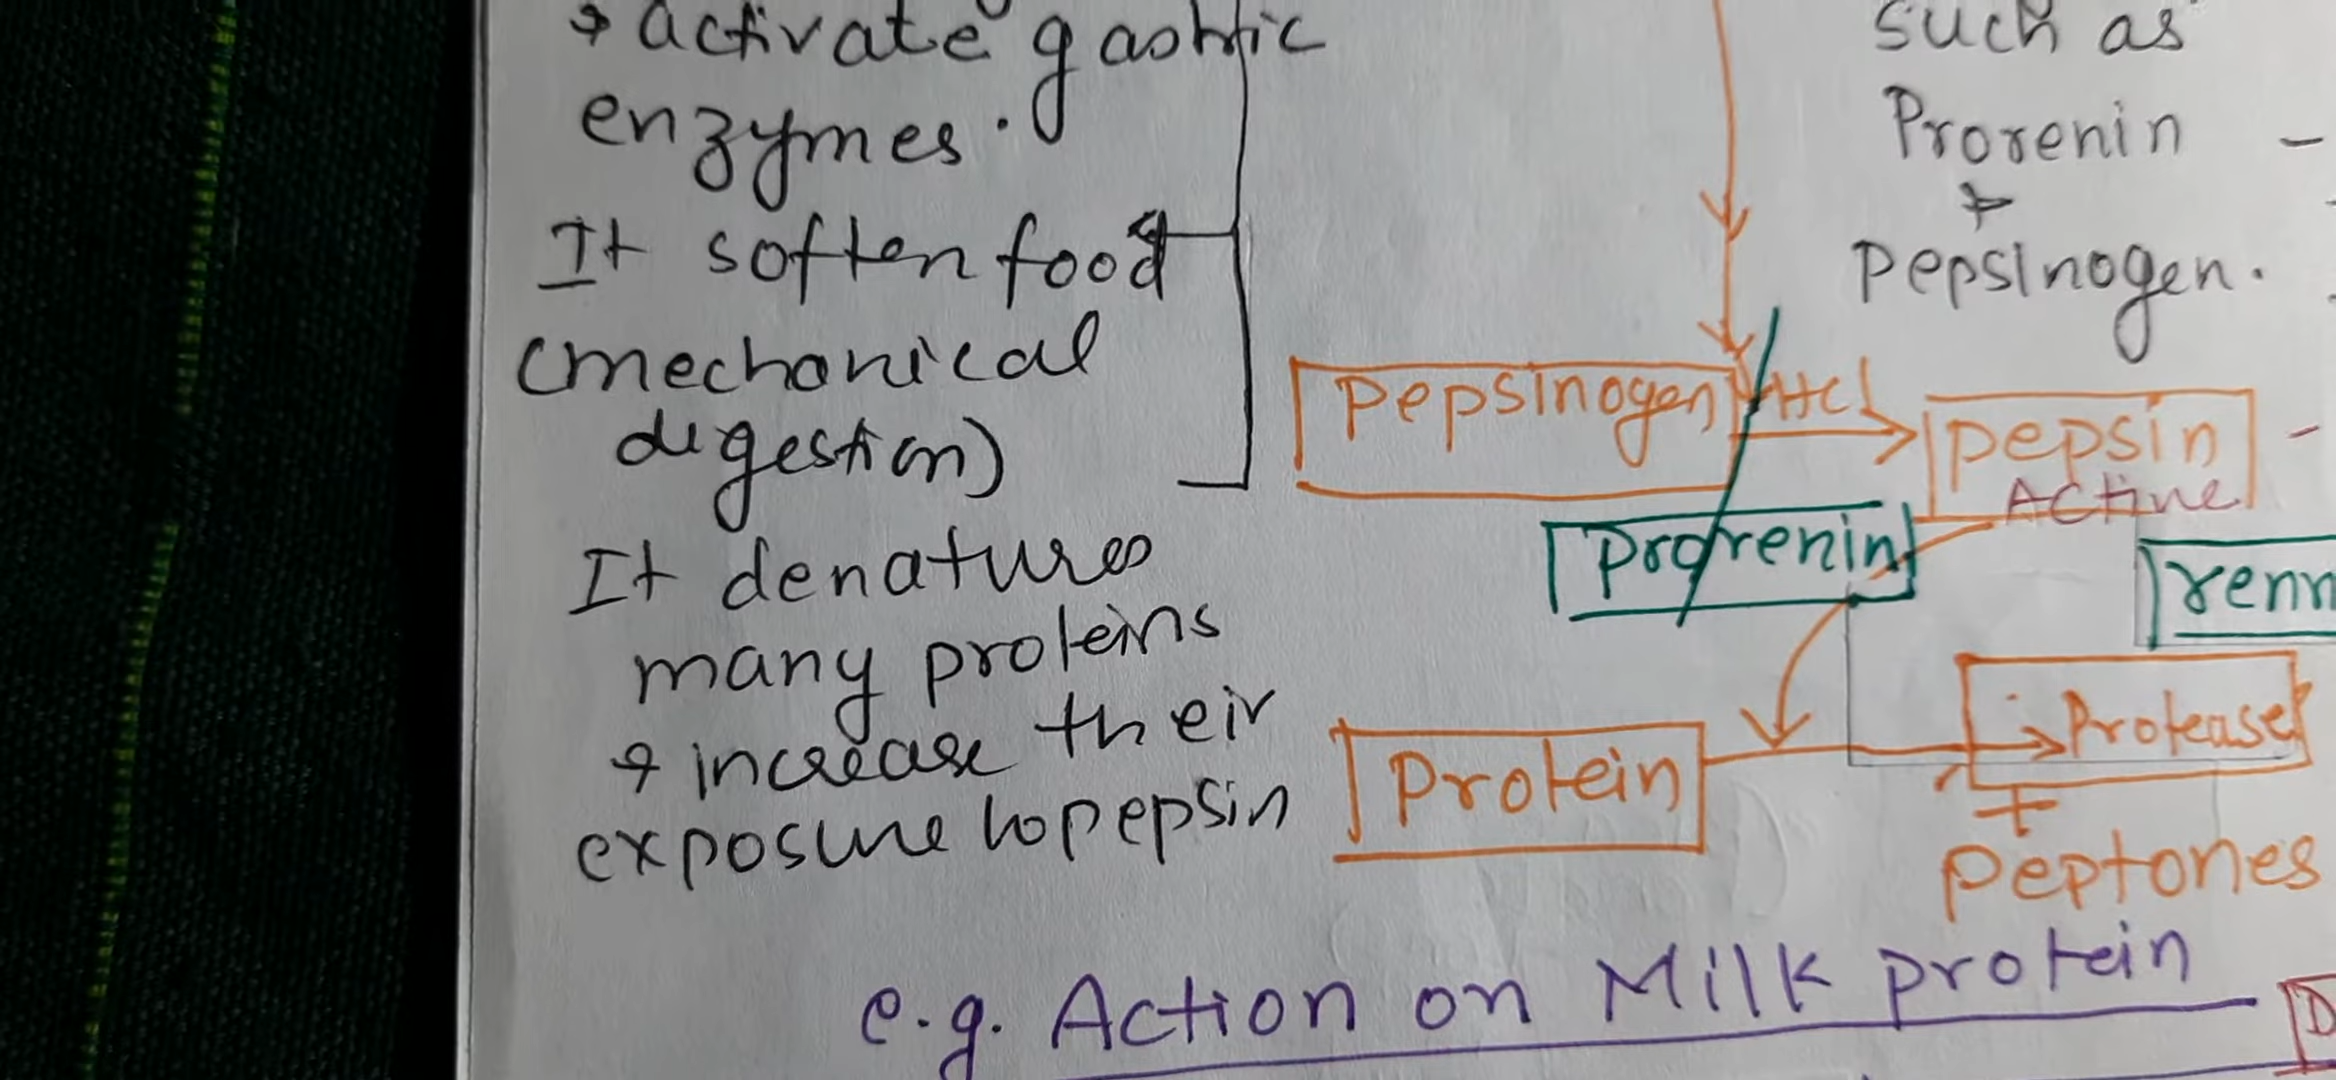 & activate gastric
enzymes.
It soften food
(mechanical
digestion)
It denatures
many proteins
& increase their
exposure to pepsin
such as
Prorenin
+
Pepsinogen.
Pepsinogen HCl pepsin
Active
Prorenin renn
Protein Protease
+
Peptones
e.g. Action on Milk protein
D